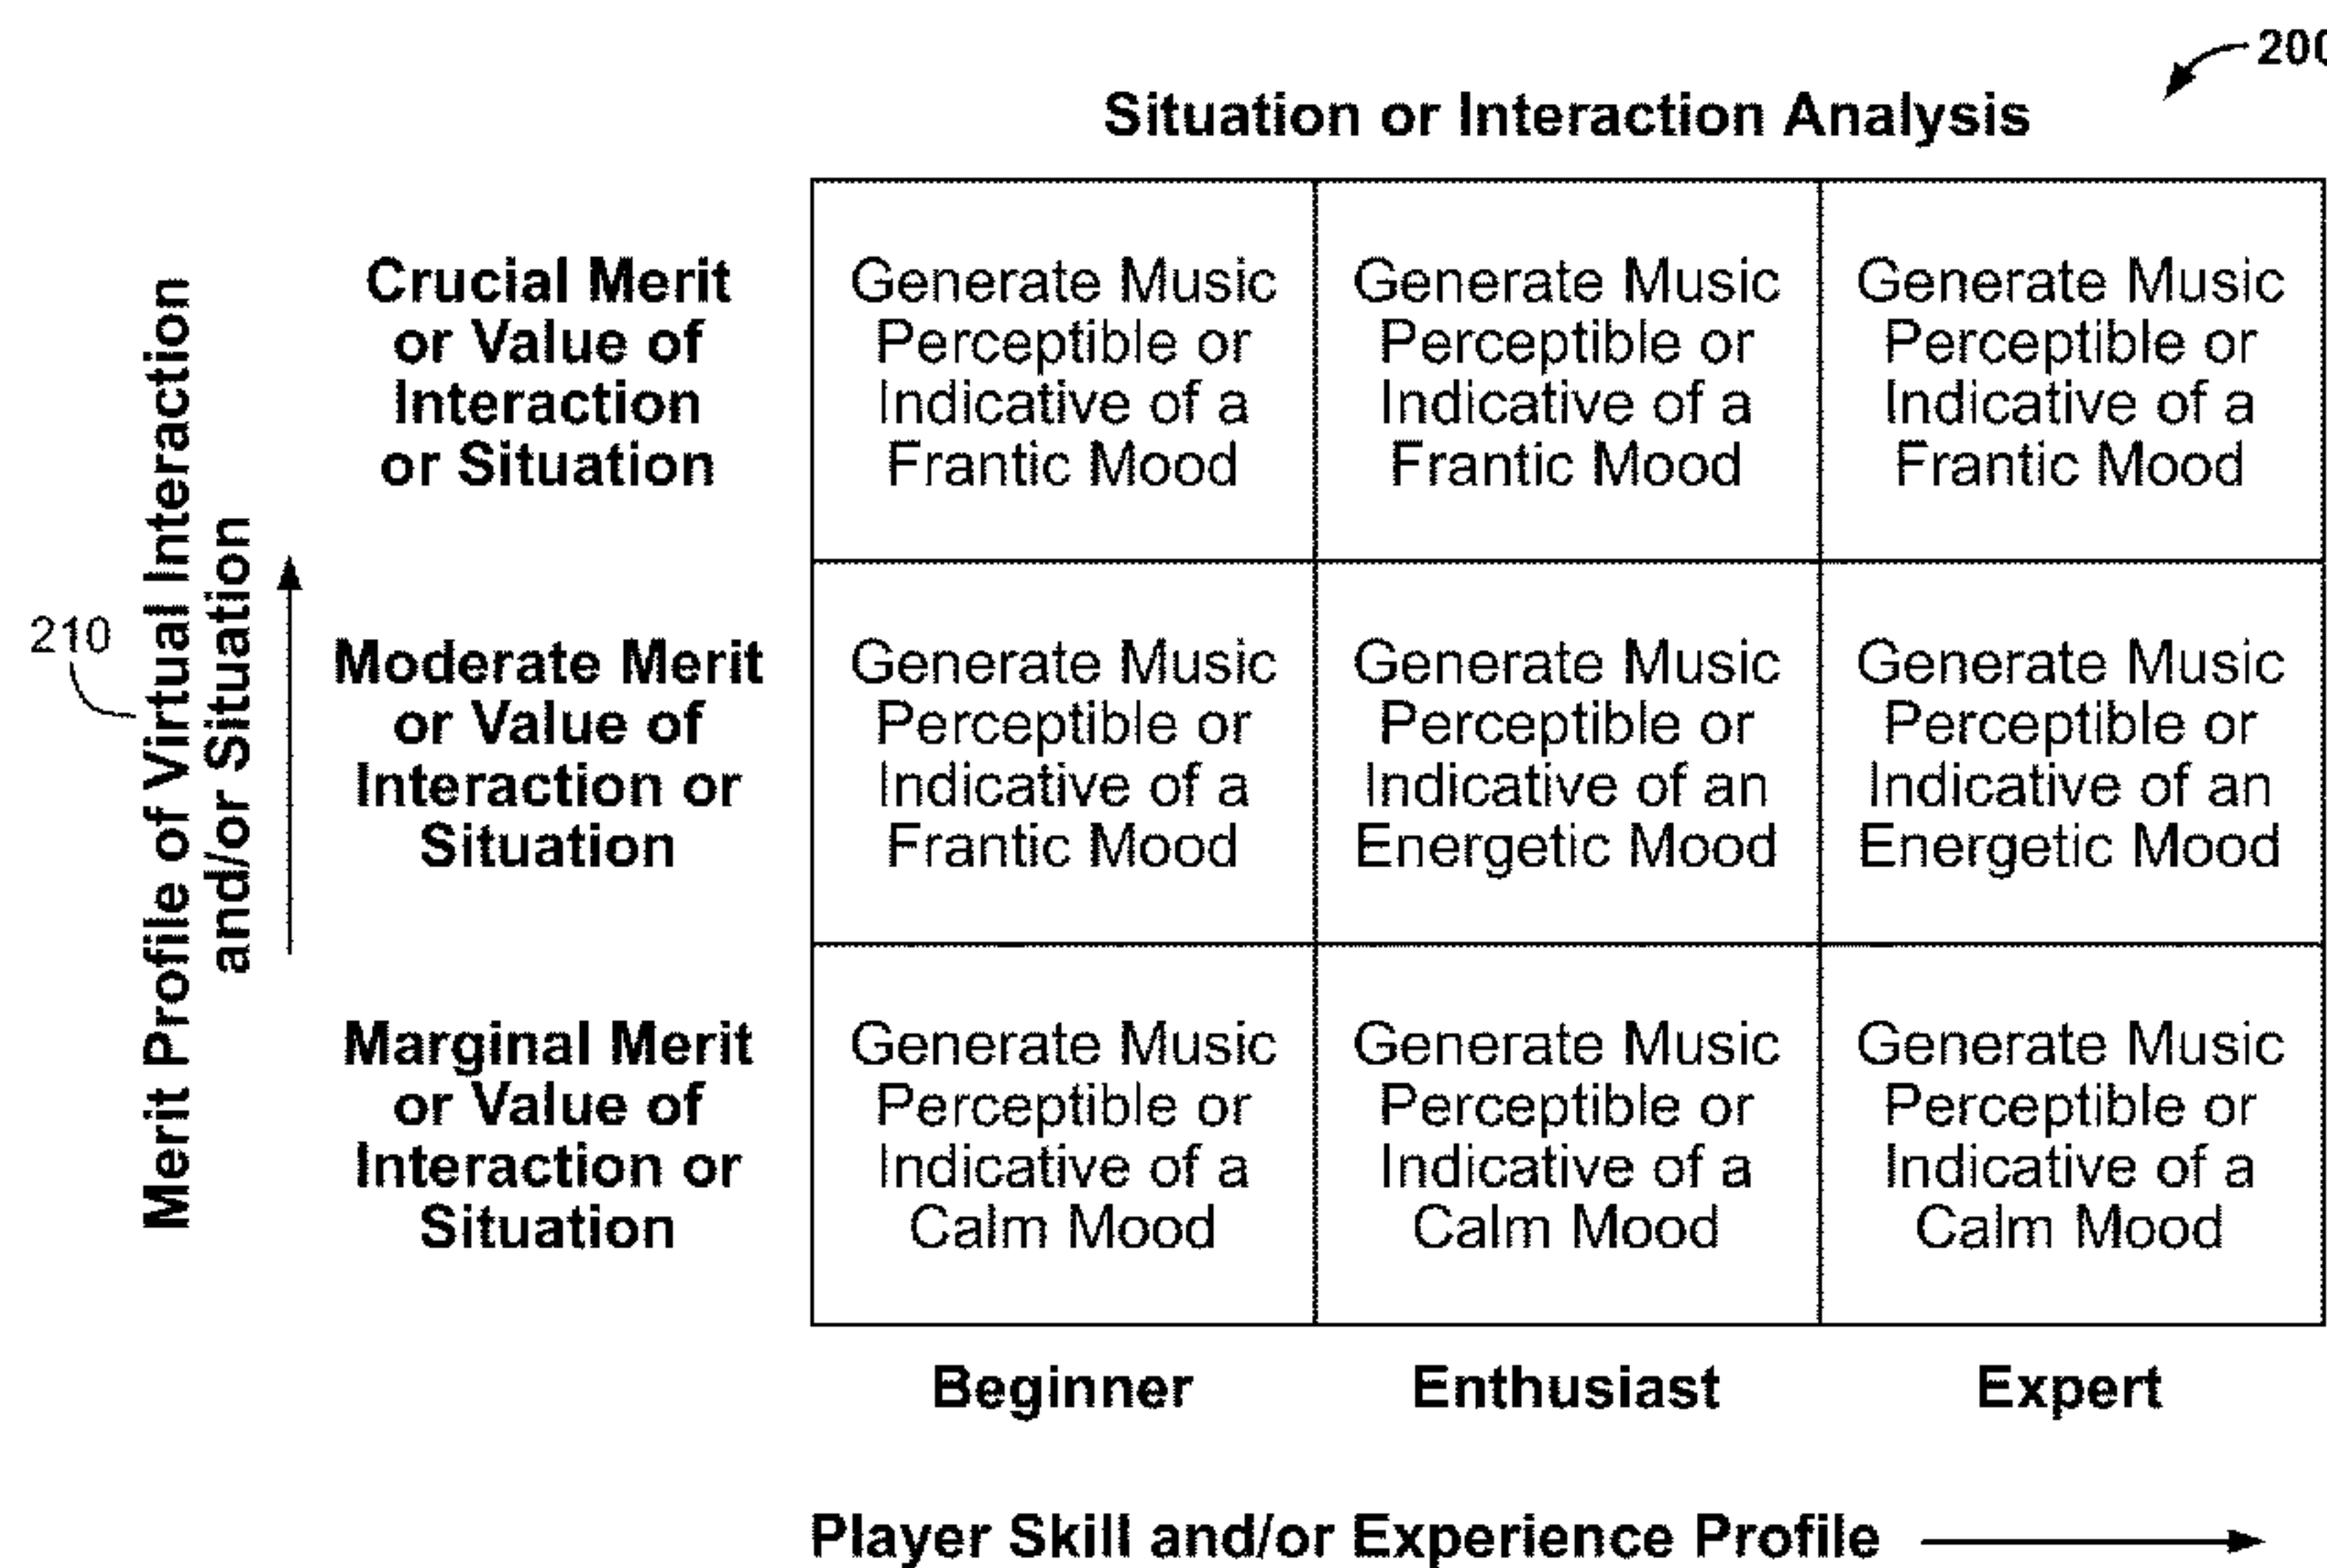 200
Situation or Interaction Analysis
Merit Profile of Virtual Interaction
and/or Situation
210
Crucial Merit
or Value of
Interaction
or Situation
Generate Music
Perceptible or
Indicative of a
Frantic Mood
Generate Music
Perceptible or
Indicative of a
Frantic Mood
Generate Music
Perceptible or
Indicative of a
Frantic Mood
Moderate Merit
or Value of
Interaction or
Situation
Generate Music
Perceptible or
Indicative of a
Frantic Mood
Generate Music
Perceptible or
Indicative of an
Energetic Mood
Generate Music
Perceptible or
Indicative of an
Energetic Mood
Marginal Merit
or Value of
Interaction or
Situation
Generate Music
Perceptible or
Indicative of a
Calm Mood
Generate Music
Perceptible or
Indicative of a
Calm Mood
Generate Music
Perceptible or
Indicative of a
Calm Mood
Beginner
Enthusiast
Expert
Player Skill and/or Experience Profile